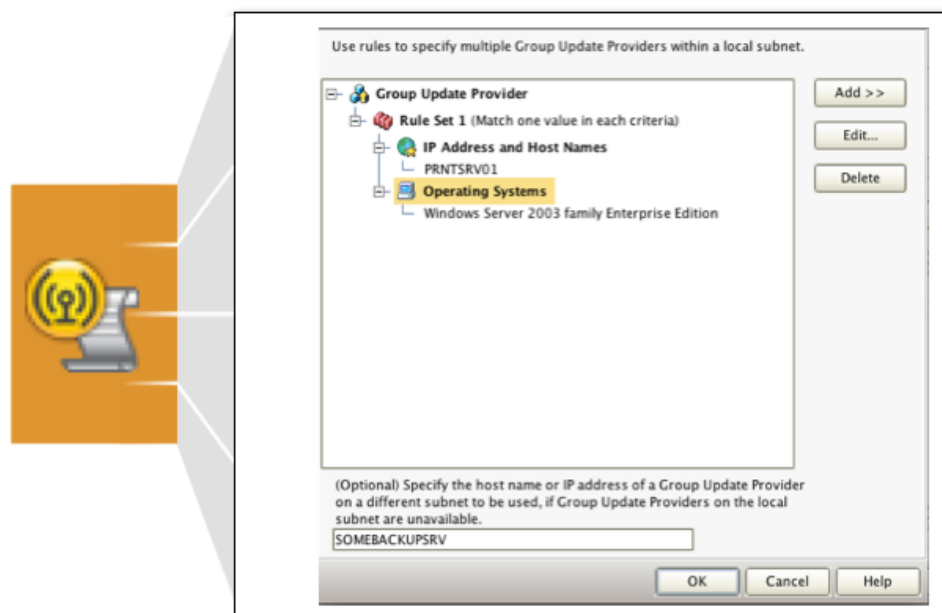 Use rules to specify multiple Group Update Providers within a local subnet.
Group Update Provider
Add >>
Rule Set 1 (Match one value in each criteria)
Edit...
IP Address and Host Names
PRNTSRV01
Delete
Operating Systems
Windows Server 2003 family Enterprise Edition
(Optional) Specify the host name or IP address of a Group Update Provider
on a different subnet to be used, if Group Update Providers on the local
subnet are unavailable.
SOMEBACKUPSRV
OK Cancel Help